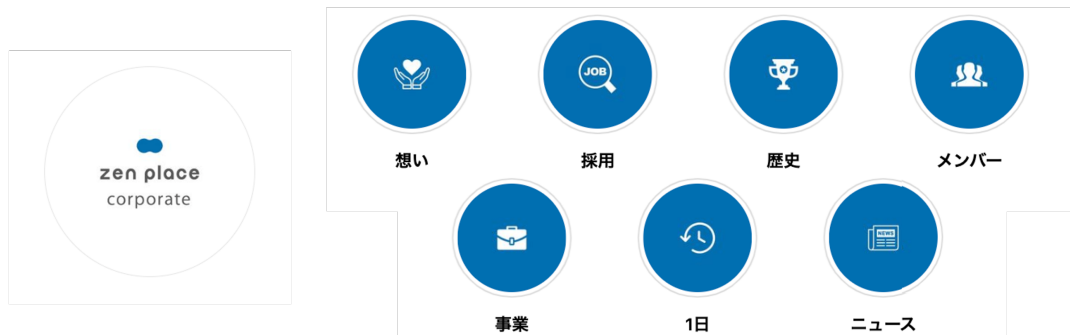 zen place
corporate
JOB
想い
採用
歴史
メンバー
NEWS
事業
1日
ニュース